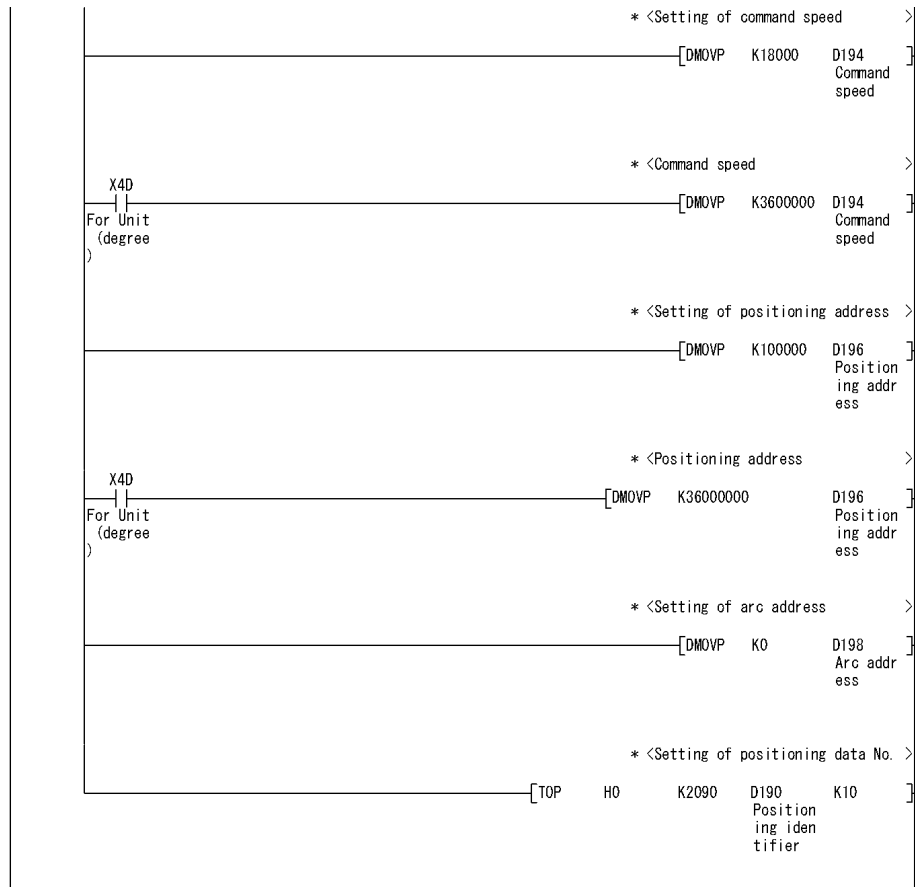 * <Setting of command speed >
[DMOVP K18000 D194 ]
Command
speed
* <Command speed >
X4D
[DMOVP K3600000 D194 ]
For Unit
(degree
)
Command
speed
* <Setting of positioning address >
[DMOVP K100000 D196 ]
Position
ing addr
ess
* <Positioning address >
X4D
[DMOVP K36000000 D196 ]
For Unit
(degree
)
Position
ing addr
ess
* <Setting of arc address >
[DMOVP K0 D198 ]
Arc addr
ess
* <Setting of positioning data No. >
[TOP H0 K2090 D190 K10 ]
Position
ing iden
tifier